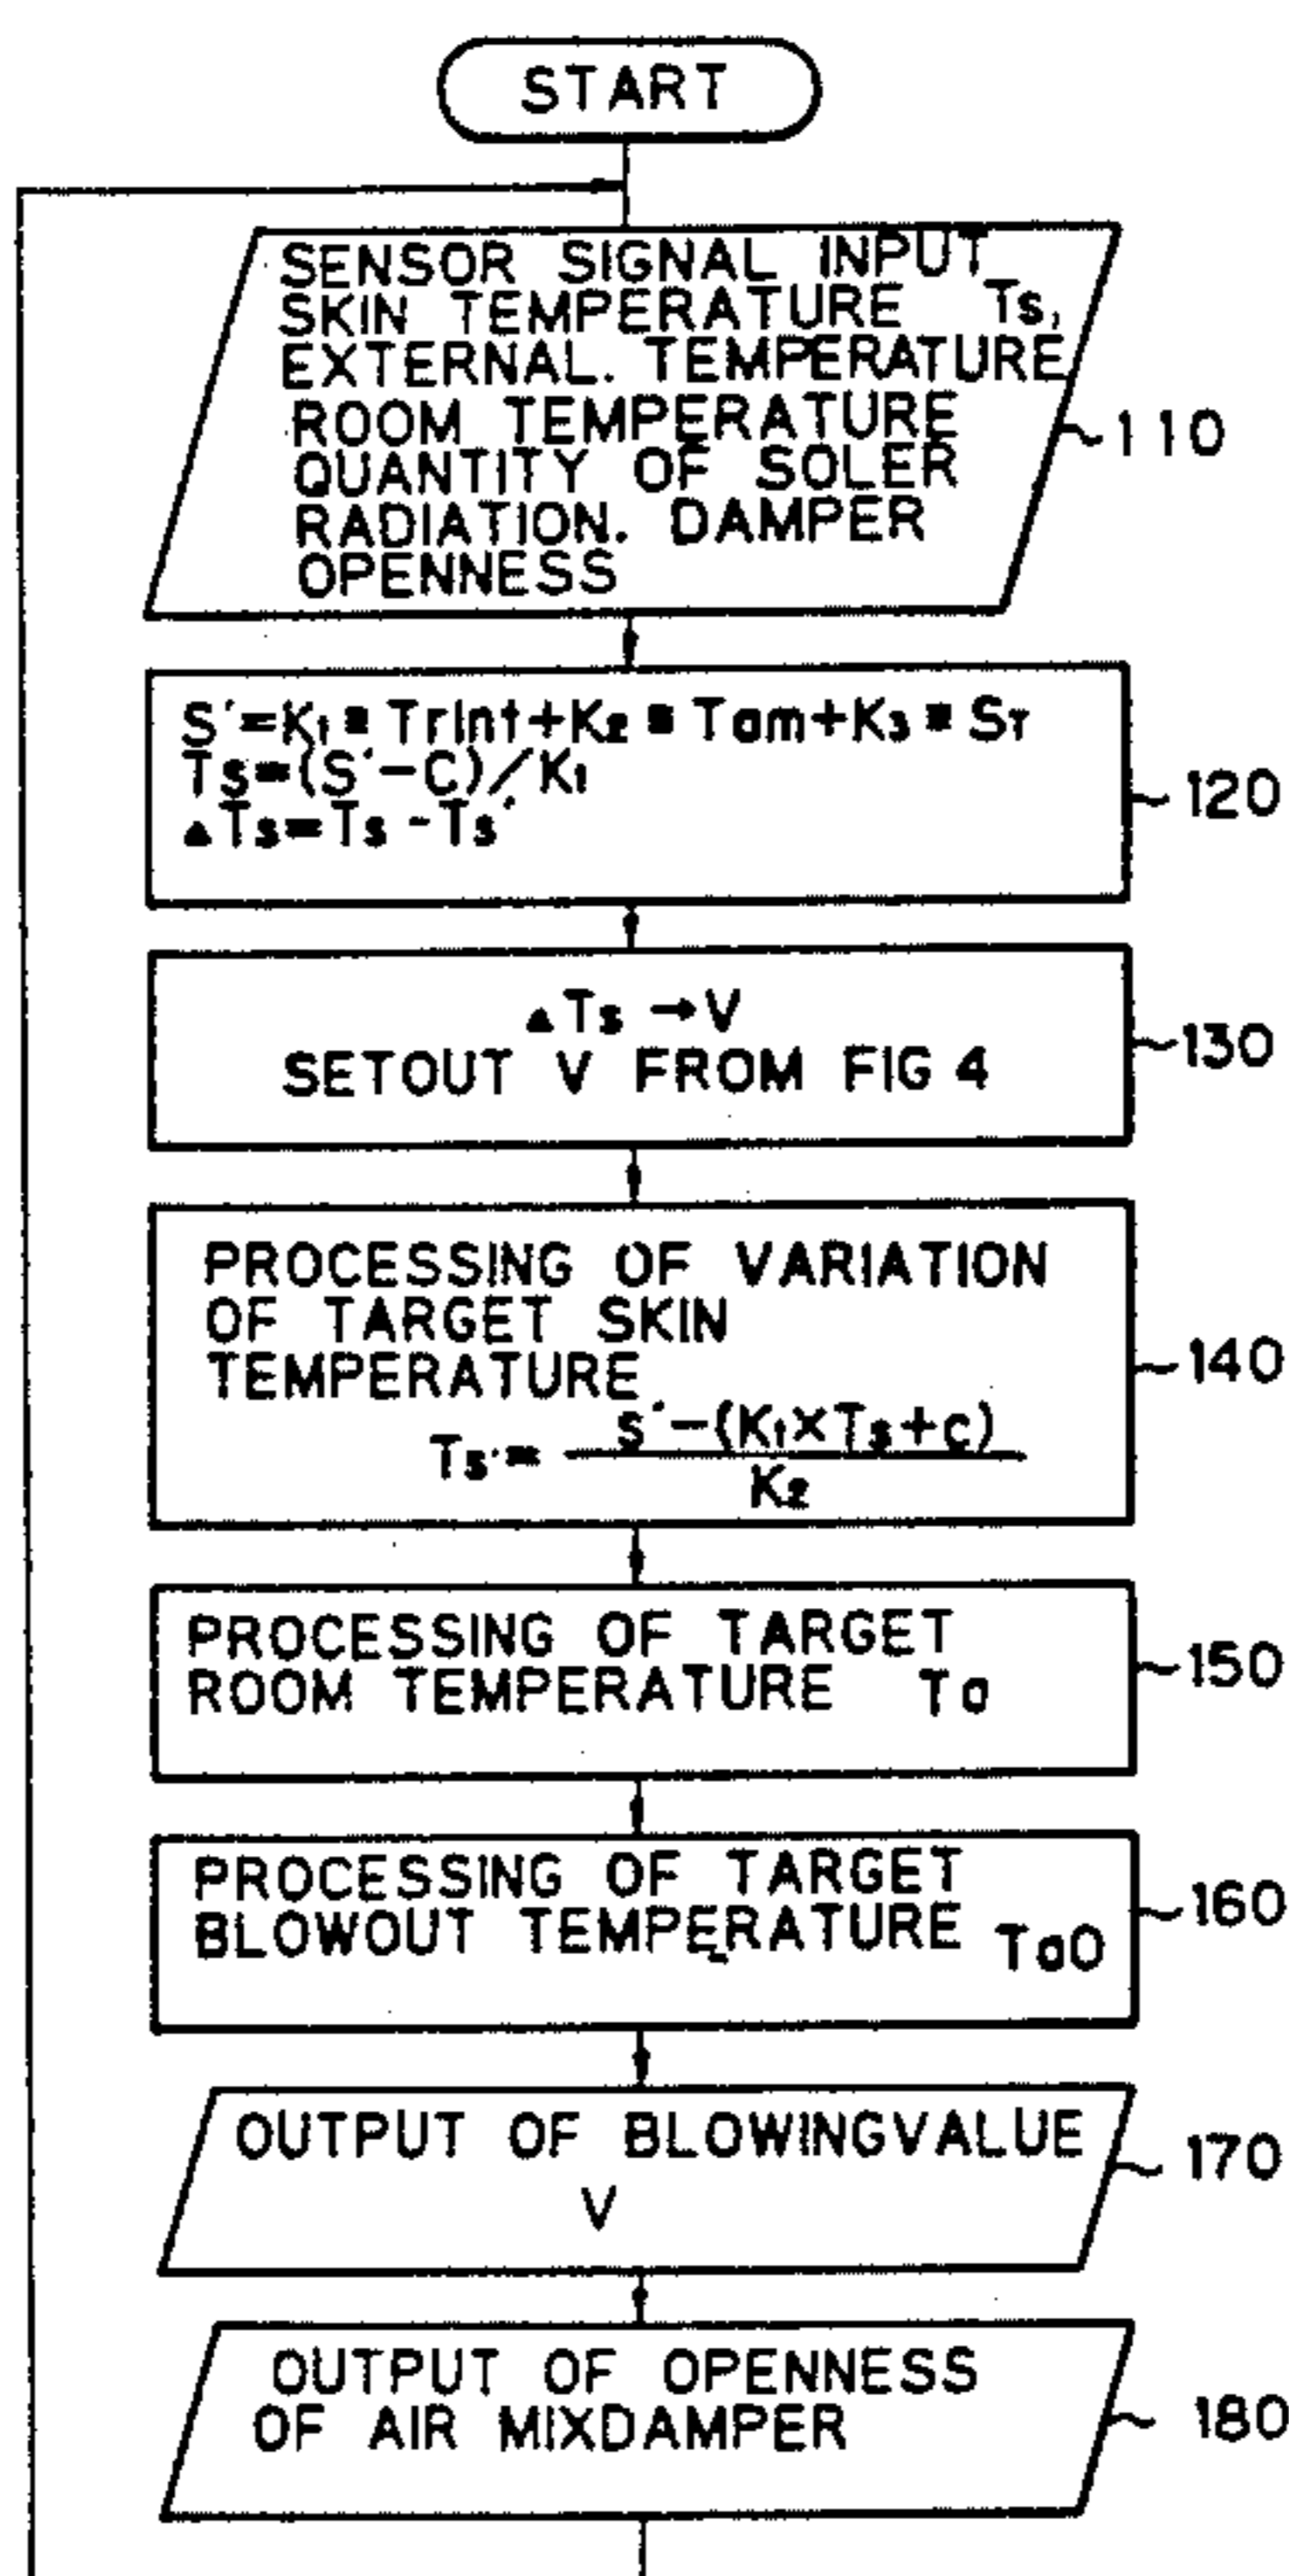 START
SENSOR SIGNAL INPUT
SKIN TEMPERATURE Ts,
EXTERNAL. TEMPERATURE
ROOM TEMPERATURE
QUANTITY OF SOLER
RADIATION. DAMPER
OPENNESS
110
S'=K1*Trint+K2*Tam+K3*ST
Ts=(S'-C)/K1
▲Ts=Ts-Ts'
120
▲Ts→V
SETOUT V FROM FIG 4
130
PROCESSING OF VARIATION
OF TARGET SKIN
TEMPERATURE
S'-(K1×Ts+C)
Ts'=
K2
140
PROCESSING OF TARGET
ROOM TEMPERATURE Ta
150
PROCESSING OF TARGET
BLOWOUT TEMPERATURE TaO
160
OUTPUT OF BLOWINGVALUE
V
170
OUTPUT OF OPENNESS
OF AIR MIXDAMPER
180